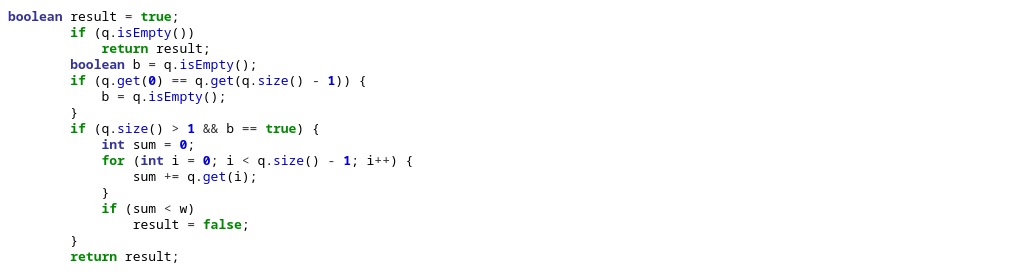 boolean result = true;
        if (q.isEmpty())
            return result;
        boolean b = q.isEmpty();
        if (q.get(0) == q.get(q.size() - 1)) {
            b = q.isEmpty();
        }
        if (q.size() > 1 && b == true) {
            int sum = 0;
            for (int i = 0; i < q.size() - 1; i++) {
                sum += q.get(i);
            }
            if (sum < w)
                result = false;
        }
        return result;